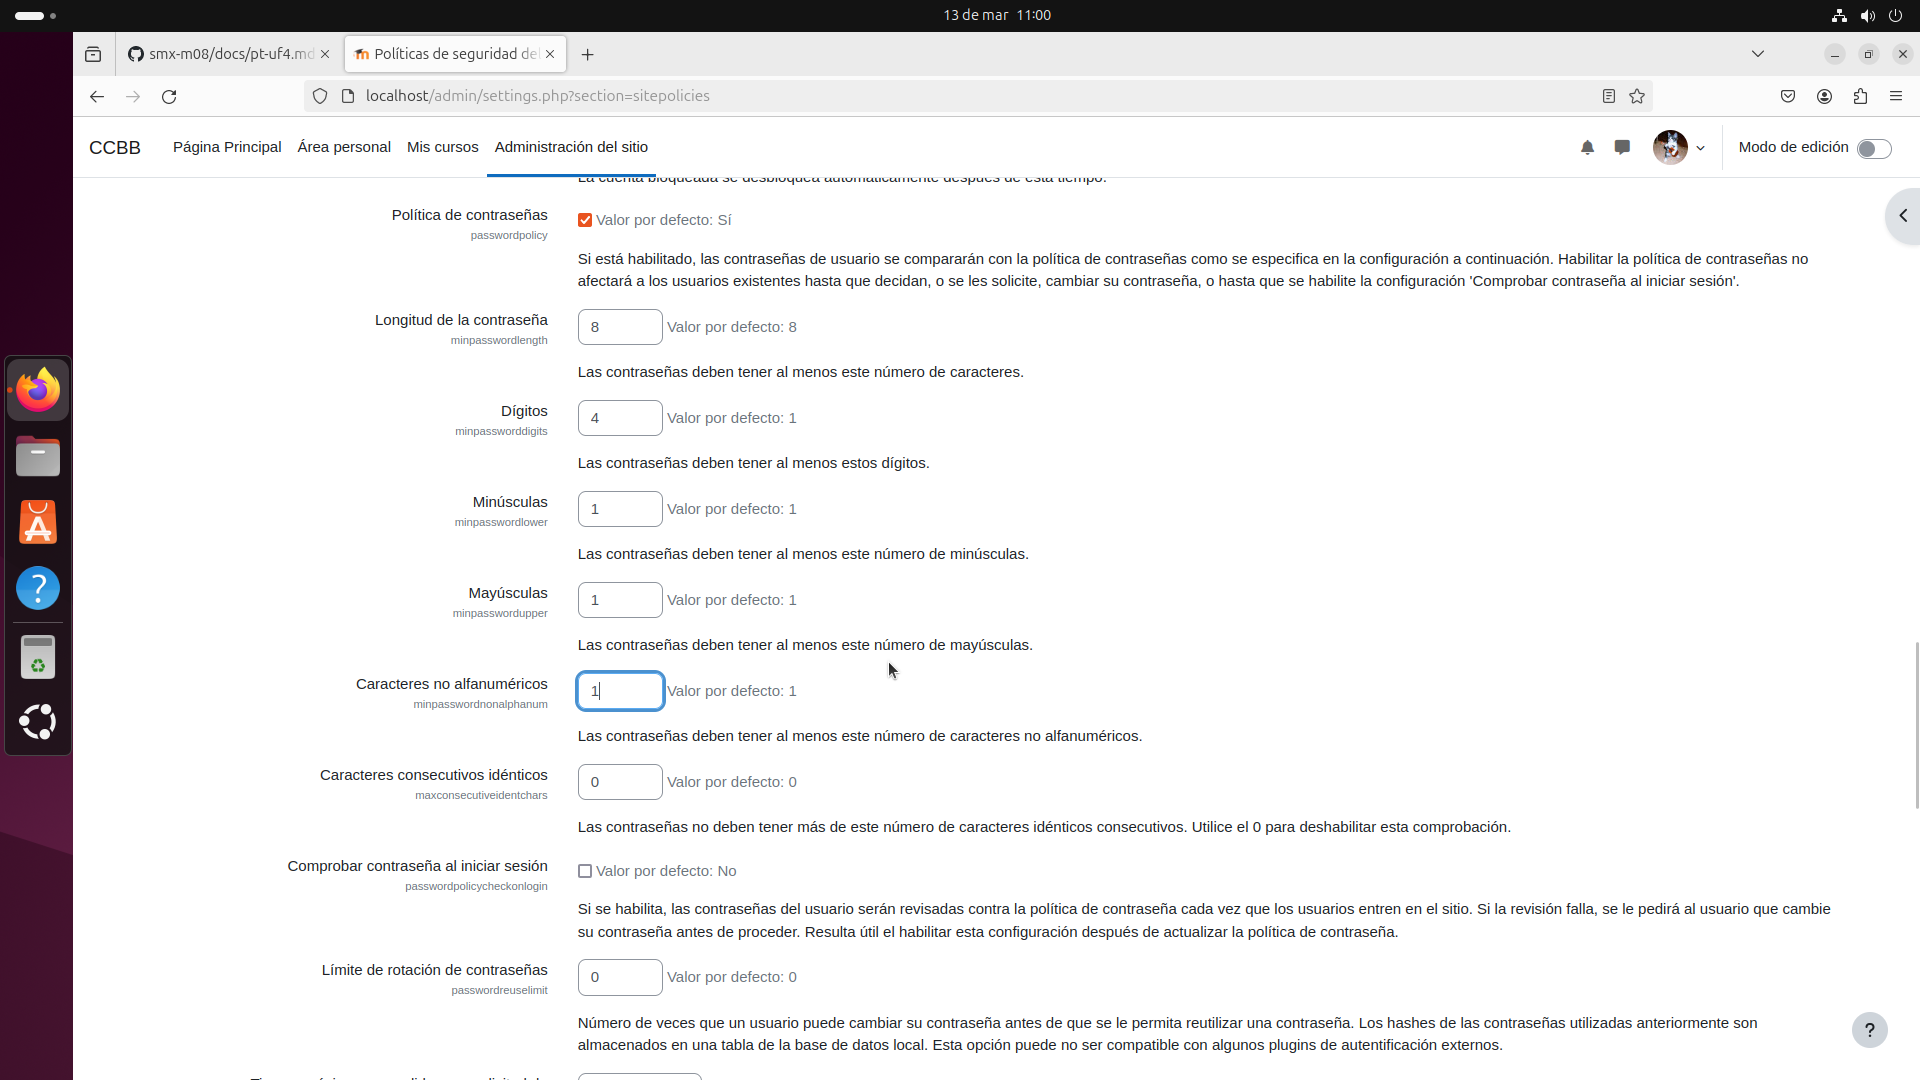 13 de mar 11:00
smx-m08/docs/pt-uf4.md
Políticas de seguridad del
localhost/admin/settings.php?section=sitepolicies
CCBB
Página Principal
Área personal
Mis cursos
Administración del sitio
Modo de edición
La cuenta bloqueada se desbloquea automáticamente después de este tiempo.
Política de contraseñas
passwordpolicy
Valor por defecto: Sí
Si está habilitado, las contraseñas de usuario se compararán con la política de contraseñas como se especifica en la configuración a continuación. Habilitar la política de contraseñas no
afectará a los usuarios existentes hasta que decidan, o se les solicite, cambiar su contraseña, o hasta que se habilite la configuración 'Comprobar contraseña al iniciar sesión'.
Longitud de la contraseña
minpasswordlength
8 Valor por defecto: 8
Las contraseñas deben tener al menos este número de caracteres.
Dígitos
minpassworddigits
4 Valor por defecto: 1
Las contraseñas deben tener al menos estos dígitos.
Minúsculas
minpasswordlower
1 Valor por defecto: 1
Las contraseñas deben tener al menos este número de minúsculas.
Mayúsculas
minpasswordupper
1 Valor por defecto: 1
Las contraseñas deben tener al menos este número de mayúsculas.
Caracteres no alfanuméricos
minpasswordnonalphanum
1 Valor por defecto: 1
Las contraseñas deben tener al menos este número de caracteres no alfanuméricos.
Caracteres consecutivos idénticos
maxconsecutiveidentchars
0 Valor por defecto: 0
Las contraseñas no deben tener más de este número de caracteres idénticos consecutivos. Utilice el 0 para deshabilitar esta comprobación.
Comprobar contraseña al iniciar sesión
passwordpolicycheckonlogin
Valor por defecto: No
Si se habilita, las contraseñas del usuario serán revisadas contra la política de contraseña cada vez que los usuarios entren en el sitio. Si la revisión falla, se le pedirá al usuario que cambie
su contraseña antes de proceder. Resulta útil el habilitar esta configuración después de actualizar la política de contraseña.
Límite de rotación de contraseñas
passwordreuselimit
0 Valor por defecto: 0
Número de veces que un usuario puede cambiar su contraseña antes de que se le permita reutilizar una contraseña. Los hashes de las contraseñas utilizadas anteriormente son
almacenados en una tabla de la base de datos local. Esta opción puede no ser compatible con algunos plugins de autentificación externos.
?